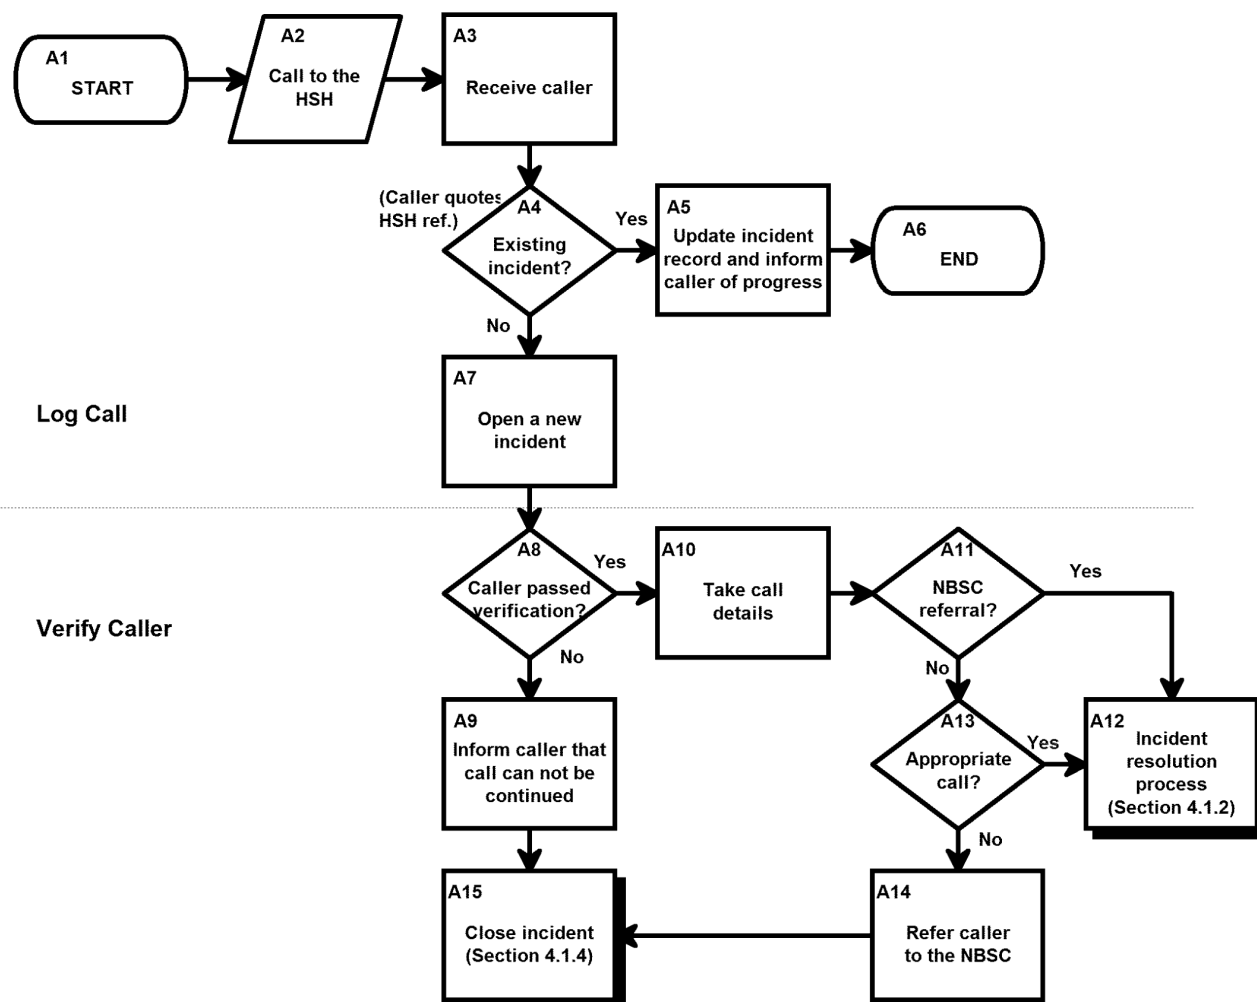 A1
START
A2
Call to the
HSH
A3
Receive caller
(Caller quotes
HSH ref.)
A4
Existing
incident?
Yes
A5
Update incident
record and inform
caller of progress
A6
END
No
A7
Open a new
incident
Log Call
A8
Caller passed
verification?
Yes
A10
Take call
details
A11
NBSC
referral?
Yes
Verify Caller
No
No
A9
Inform caller that
call can not be
continued
A13
Appropriate
call?
Yes
A12
Incident
resolution
process
(Section 4.1.2)
No
A15
Close incident
(Section 4.1.4)
A14
Refer caller
to the NBSC